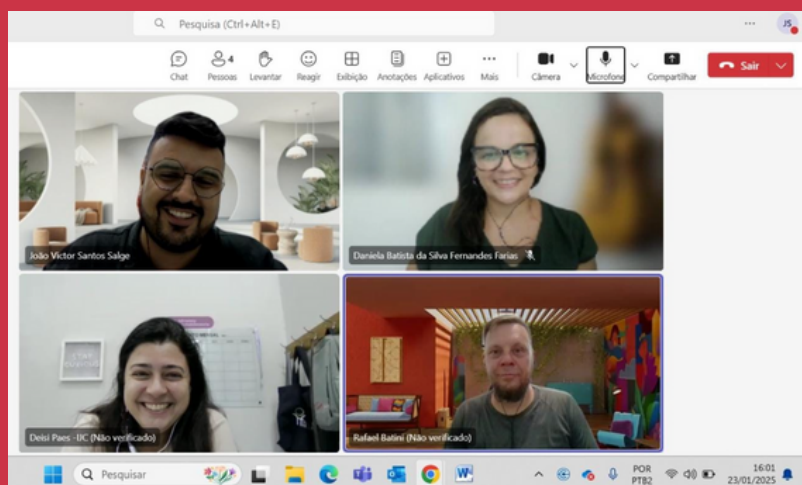 Pesquisa (Ctrl+Alt+E)
JS
4
Chat Pessoas Levantar Reagir Exibição Anotações Aplicativos Mais Câmera Microfone Compartilhar Sair
João Victor Santos Salge
Daniela Batista da Silva Fernandes Farias
Deisi Paes -IJC (Não verificado)
Rafael Batini (Não verificado)
Pesquisar
POR
PTB2
16:01
23/01/2025